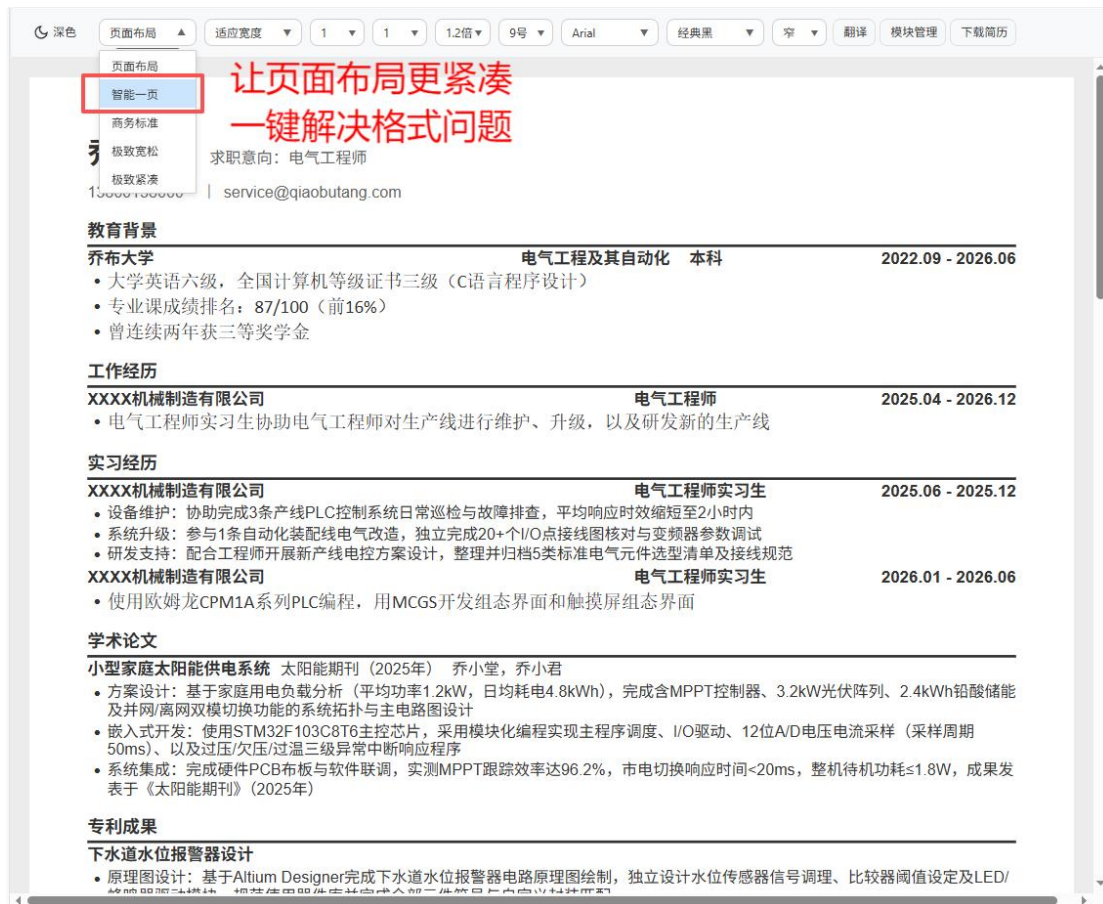 深色 页面布局 ▲ 适应宽度 ▼ 1 ▼ 1 ▼ 1.2倍▼ 9号 ▼ Arial ▼ 经典黑 ▼ 窄 ▼ 翻译 模块管理 下载简历
页面布局
智能一页
商务标准
极致宽松
极致紧凑
让页面布局更紧凑
一键解决格式问题
求职意向：电气工程师
| service@qiaobutang.com
教育背景
乔布大学 电气工程及其自动化 本科 2022.09 - 2026.06
• 大学英语六级，全国计算机等级证书三级（C语言程序设计）
• 专业课成绩排名：87/100（前16%）
• 曾连续两年获三等奖学金
工作经历
XXXX机械制造有限公司 电气工程师 2025.04 - 2026.12
• 电气工程师实习生协助电气工程师对生产线进行维护、升级，以及研发新的生产线
实习经历
XXXX机械制造有限公司 电气工程师实习生 2025.06 - 2025.12
• 设备维护：协助完成3条产线PLC控制系统日常巡检与故障排查，平均响应时效缩短至2小时内
• 系统升级：参与1条自动化装配线电气改造，独立完成20+个I/O点接线图核对与变频器参数调试
• 研发支持：配合工程师开展新产线电控方案设计，整理并归档5类标准电气元件选型清单及接线规范
XXXX机械制造有限公司 电气工程师实习生 2026.01 - 2026.06
• 使用欧姆龙CPM1A系列PLC编程，用MCGS开发组态界面和触摸屏组态界面
学术论文
小型家庭太阳能供电系统 太阳能期刊（2025年） 乔小堂，乔小君
• 方案设计：基于家庭用电负载分析（平均功率1.2kW，日均耗电4.8kWh），完成含MPPT控制器、3.2kW光伏阵列、2.4kWh铅酸储能
及并网/离网双模切换功能的系统拓扑与主电路图设计
• 嵌入式开发：使用STM32F103C8T6主控芯片，采用模块化编程实现主程序调度、I/O驱动、12位A/D电压电流采样（采样周期
50ms）、以及过压/欠压/过温三级异常中断响应程序
• 系统集成：完成硬件PCB布板与软件联调，实测MPPT跟踪效率达96.2%，市电切换响应时间<20ms，整机待机功耗≤1.8W，成果发
表于《太阳能期刊》（2025年）
专利成果
下水道水位报警器设计
• 原理图设计：基于Altium Designer完成下水道水位报警器电路原理图绘制，独立设计水位传感器信号调理、比较器阈值设定及LED/